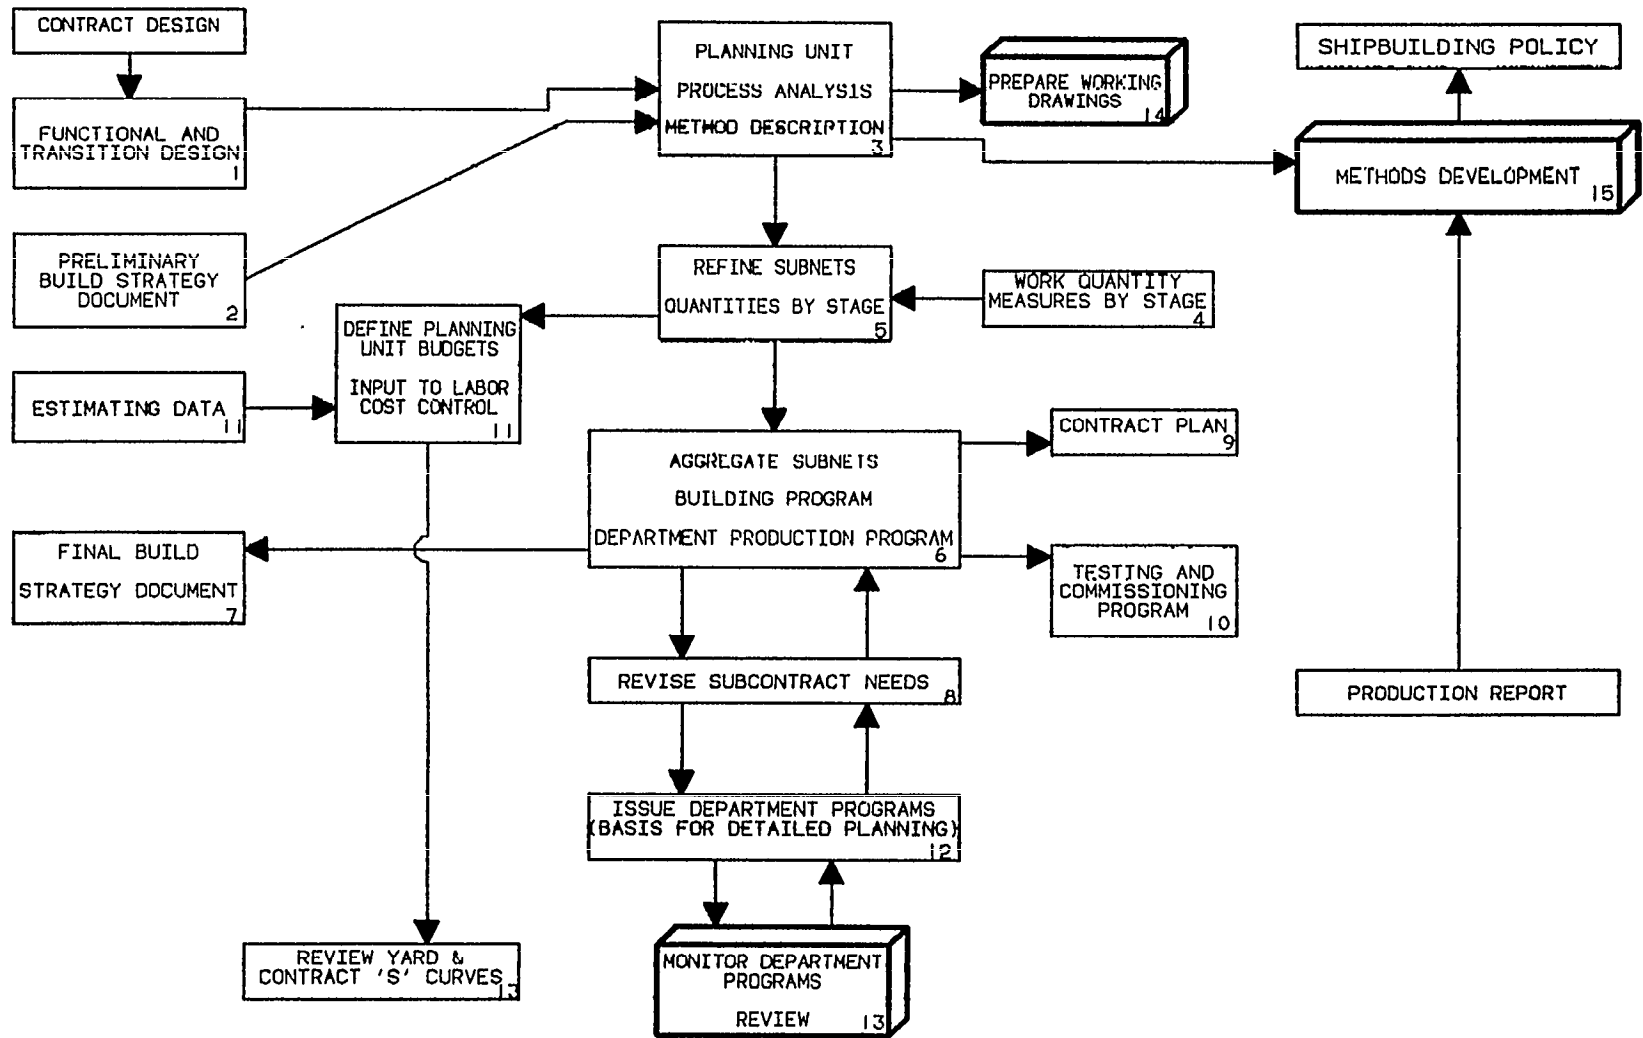 CONTRACT DESIGN
FUNCTIONAL AND
TRANSITION DESIGN
1
PRELIMINARY
BUILD STRATEGY
DOCUMENT
2
ESTIMATING DATA
11
FINAL BUILD
STRATEGY DOCUMENT
7
DEFINE PLANNING
UNIT BUDGETS
INPUT TO LABOR
COST CONTROL
11
REVIEW YARD &
CONTRACT 'S' CURVES
13
PLANNING UNIT
PROCESS ANALYSIS
METHOD DESCRIPTION
3
REFINE SUBNETS
QUANTITIES BY STAGE
5
AGGREGATE SUBNETS
BUILDING PROGRAM
DEPARTMENT PRODUCTION PROGRAM
6
REVISE SUBCONTRACT NEEDS
8
ISSUE DEPARTMENT PROGRAMS
(BASIS FOR DETAILED PLANNING)
12
MONITOR DEPARTMENT
PROGRAMS
REVIEW
13
PREPARE WORKING
DRAWINGS
14
WORK QUANTITY
MEASURES BY STAGE
4
CONTRACT PLAN
9
TESTING AND
COMMISSIONING
PROGRAM
10
SHIPBUILDING POLICY
METHODS DEVELOPMENT
15
PRODUCTION REPORT